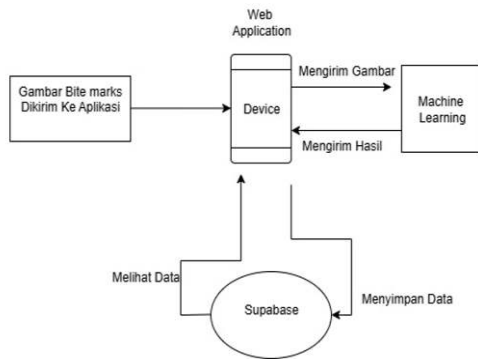 Web
Application
Gambar Bite marks
Dikirim Ke Aplikasi
Device
Mengirim Gambar
Machine
Learning
Mengirim Hasil
Melihat Data
Supabase
Menyimpan Data